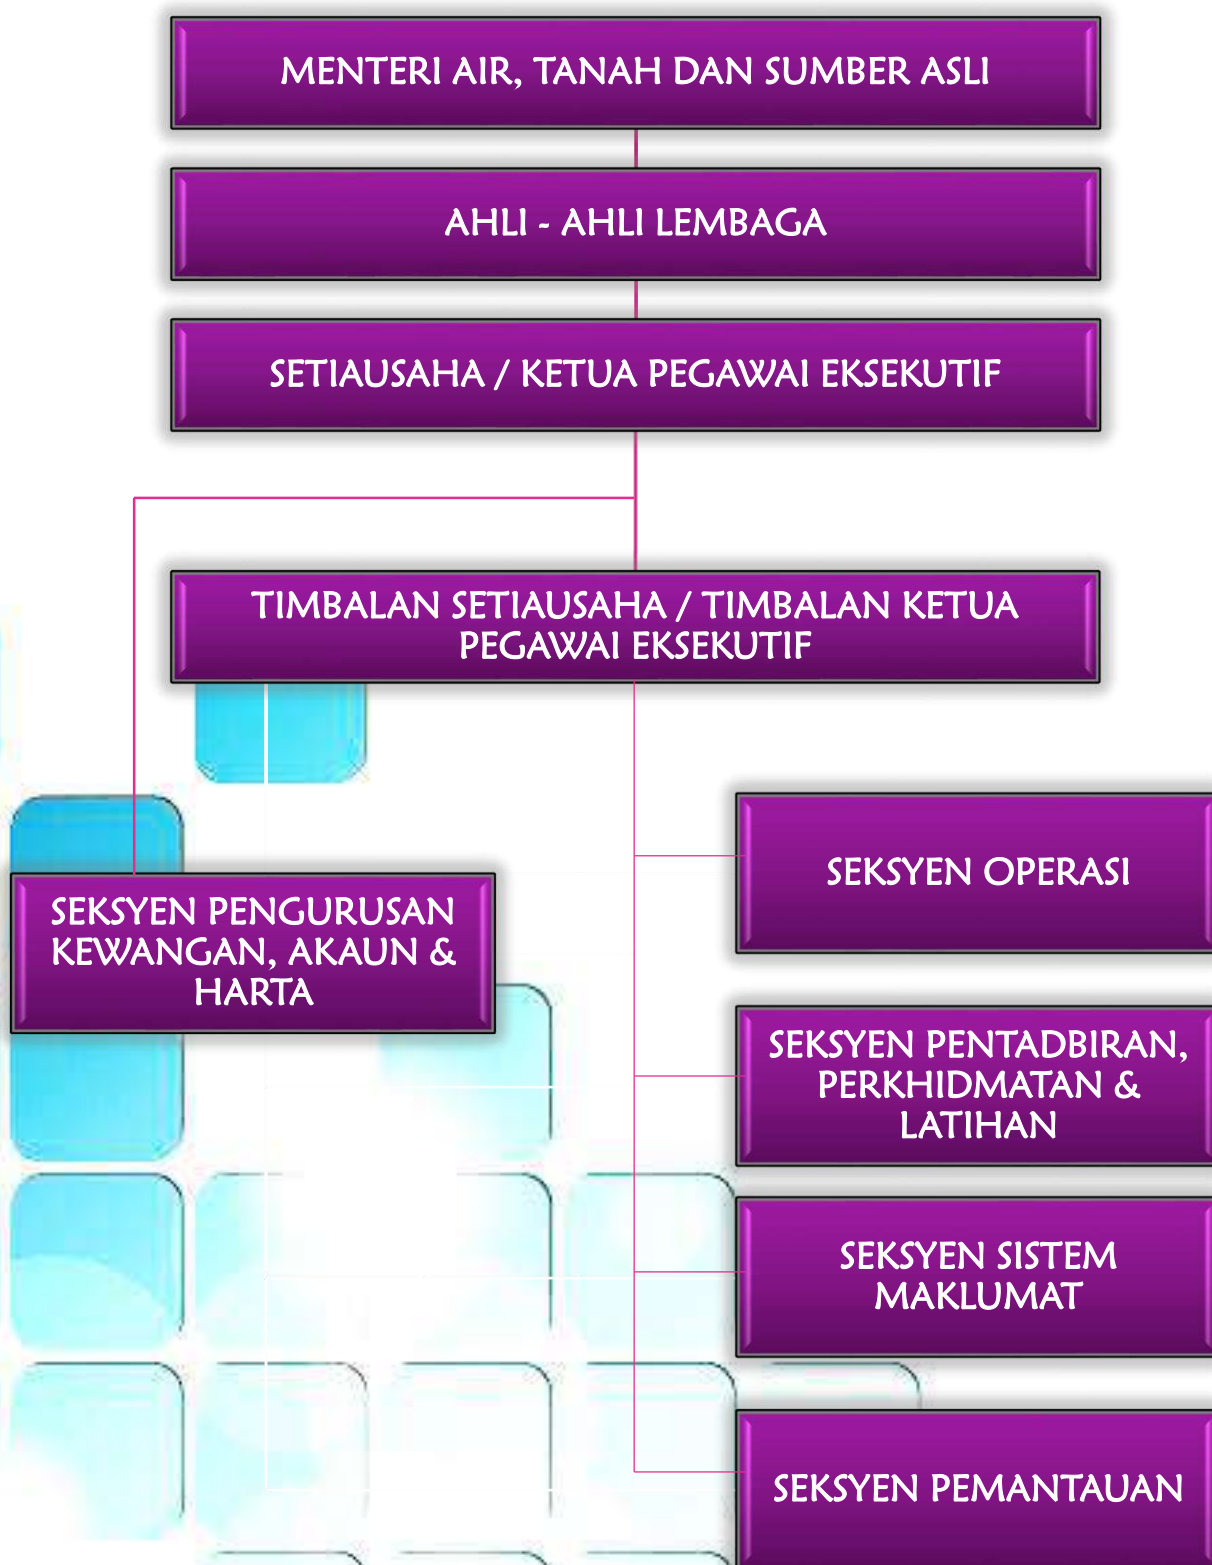 MENTERI AIR, TANAH DAN SUMBER ASLI
AHLI - AHLI LEMBAGA
SETIAUSAHA / KETUA PEGAWAI EKSEKUTIF
TIMBALAN SETIAUSAHA / TIMBALAN KETUA
PEGAWAI EKSEKUTIF
SEKSYEN PENGURUSAN
KEWANGAN, AKAUN &
HARTA
SEKSYEN OPERASI
SEKSYEN PENTADBIRAN,
PERKHIDMATAN &
LATIHAN
SEKSYEN SISTEM
MAKLUMAT
SEKSYEN PEMANTAUAN